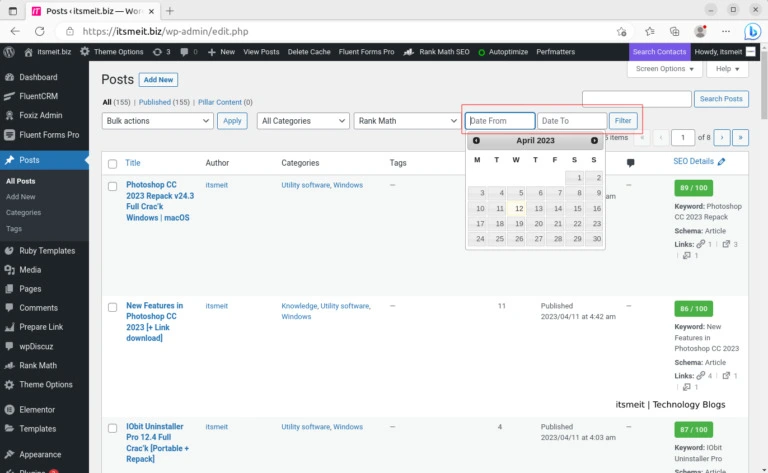 Posts ‹ itsmeit.biz — Wor
https://itsmeit.biz/wp-admin/edit.php
itsmeit.biz Theme Options 3 0 New View Posts Delete Cache Fluent Forms Pro Rank Math SEO Autoptimize Perfmatters Search Contacts Howdy, itsmeit
Screen Options Help
Dashboard
FluentCRM
Foxiz Admin
Fluent Forms Pro
Posts
All Posts
Add New
Categories
Tags
Ruby Templates
Media
Pages
Comments
Prepare Link
wpDiscuz
Rank Math
Theme Options
Elementor
Templates
Appearance
Posts Add New
All (155) | Published (155) | Pillar Content (0)
Search Posts
Bulk actions Apply All Categories Rank Math Date From Date To Filter
items « ‹ 1 of 8 › »
April 2023
M T W T F S S
1 2
3 4 5 6 7 8 9
10 11 12 13 14 15 16
17 18 19 20 21 22 23
24 25 26 27 28 29 30
Title Author Categories Tags SEO Details
Photoshop CC
2023 Repack v24.3
Full Crac'k
Windows | macOS
itsmeit
Utility software, Windows
—
am
—
89 / 100
Keyword: Photoshop
CC 2023 Repack
Schema: Article
Links: 1 | 3
| 1
New Features in
Photoshop CC
2023 [+ Link
download]
itsmeit
Knowledge, Utility software,
Windows
—
11
Published
2023/04/11 at 4:42 am
—
86 / 100
Keyword: New
Features in
Photoshop CC 2023
Schema: Article
Links: 4 | 1
| 1
itsmeit | Technology Blogs
IObit Uninstaller
Pro 12.4 Full
Crac'k [Portable +
Repack]
itsmeit
Utility software, Windows
—
4
Published
2023/04/11 at 4:03 am
—
87 / 100
Keyword: IObit
Uninstaller Pro